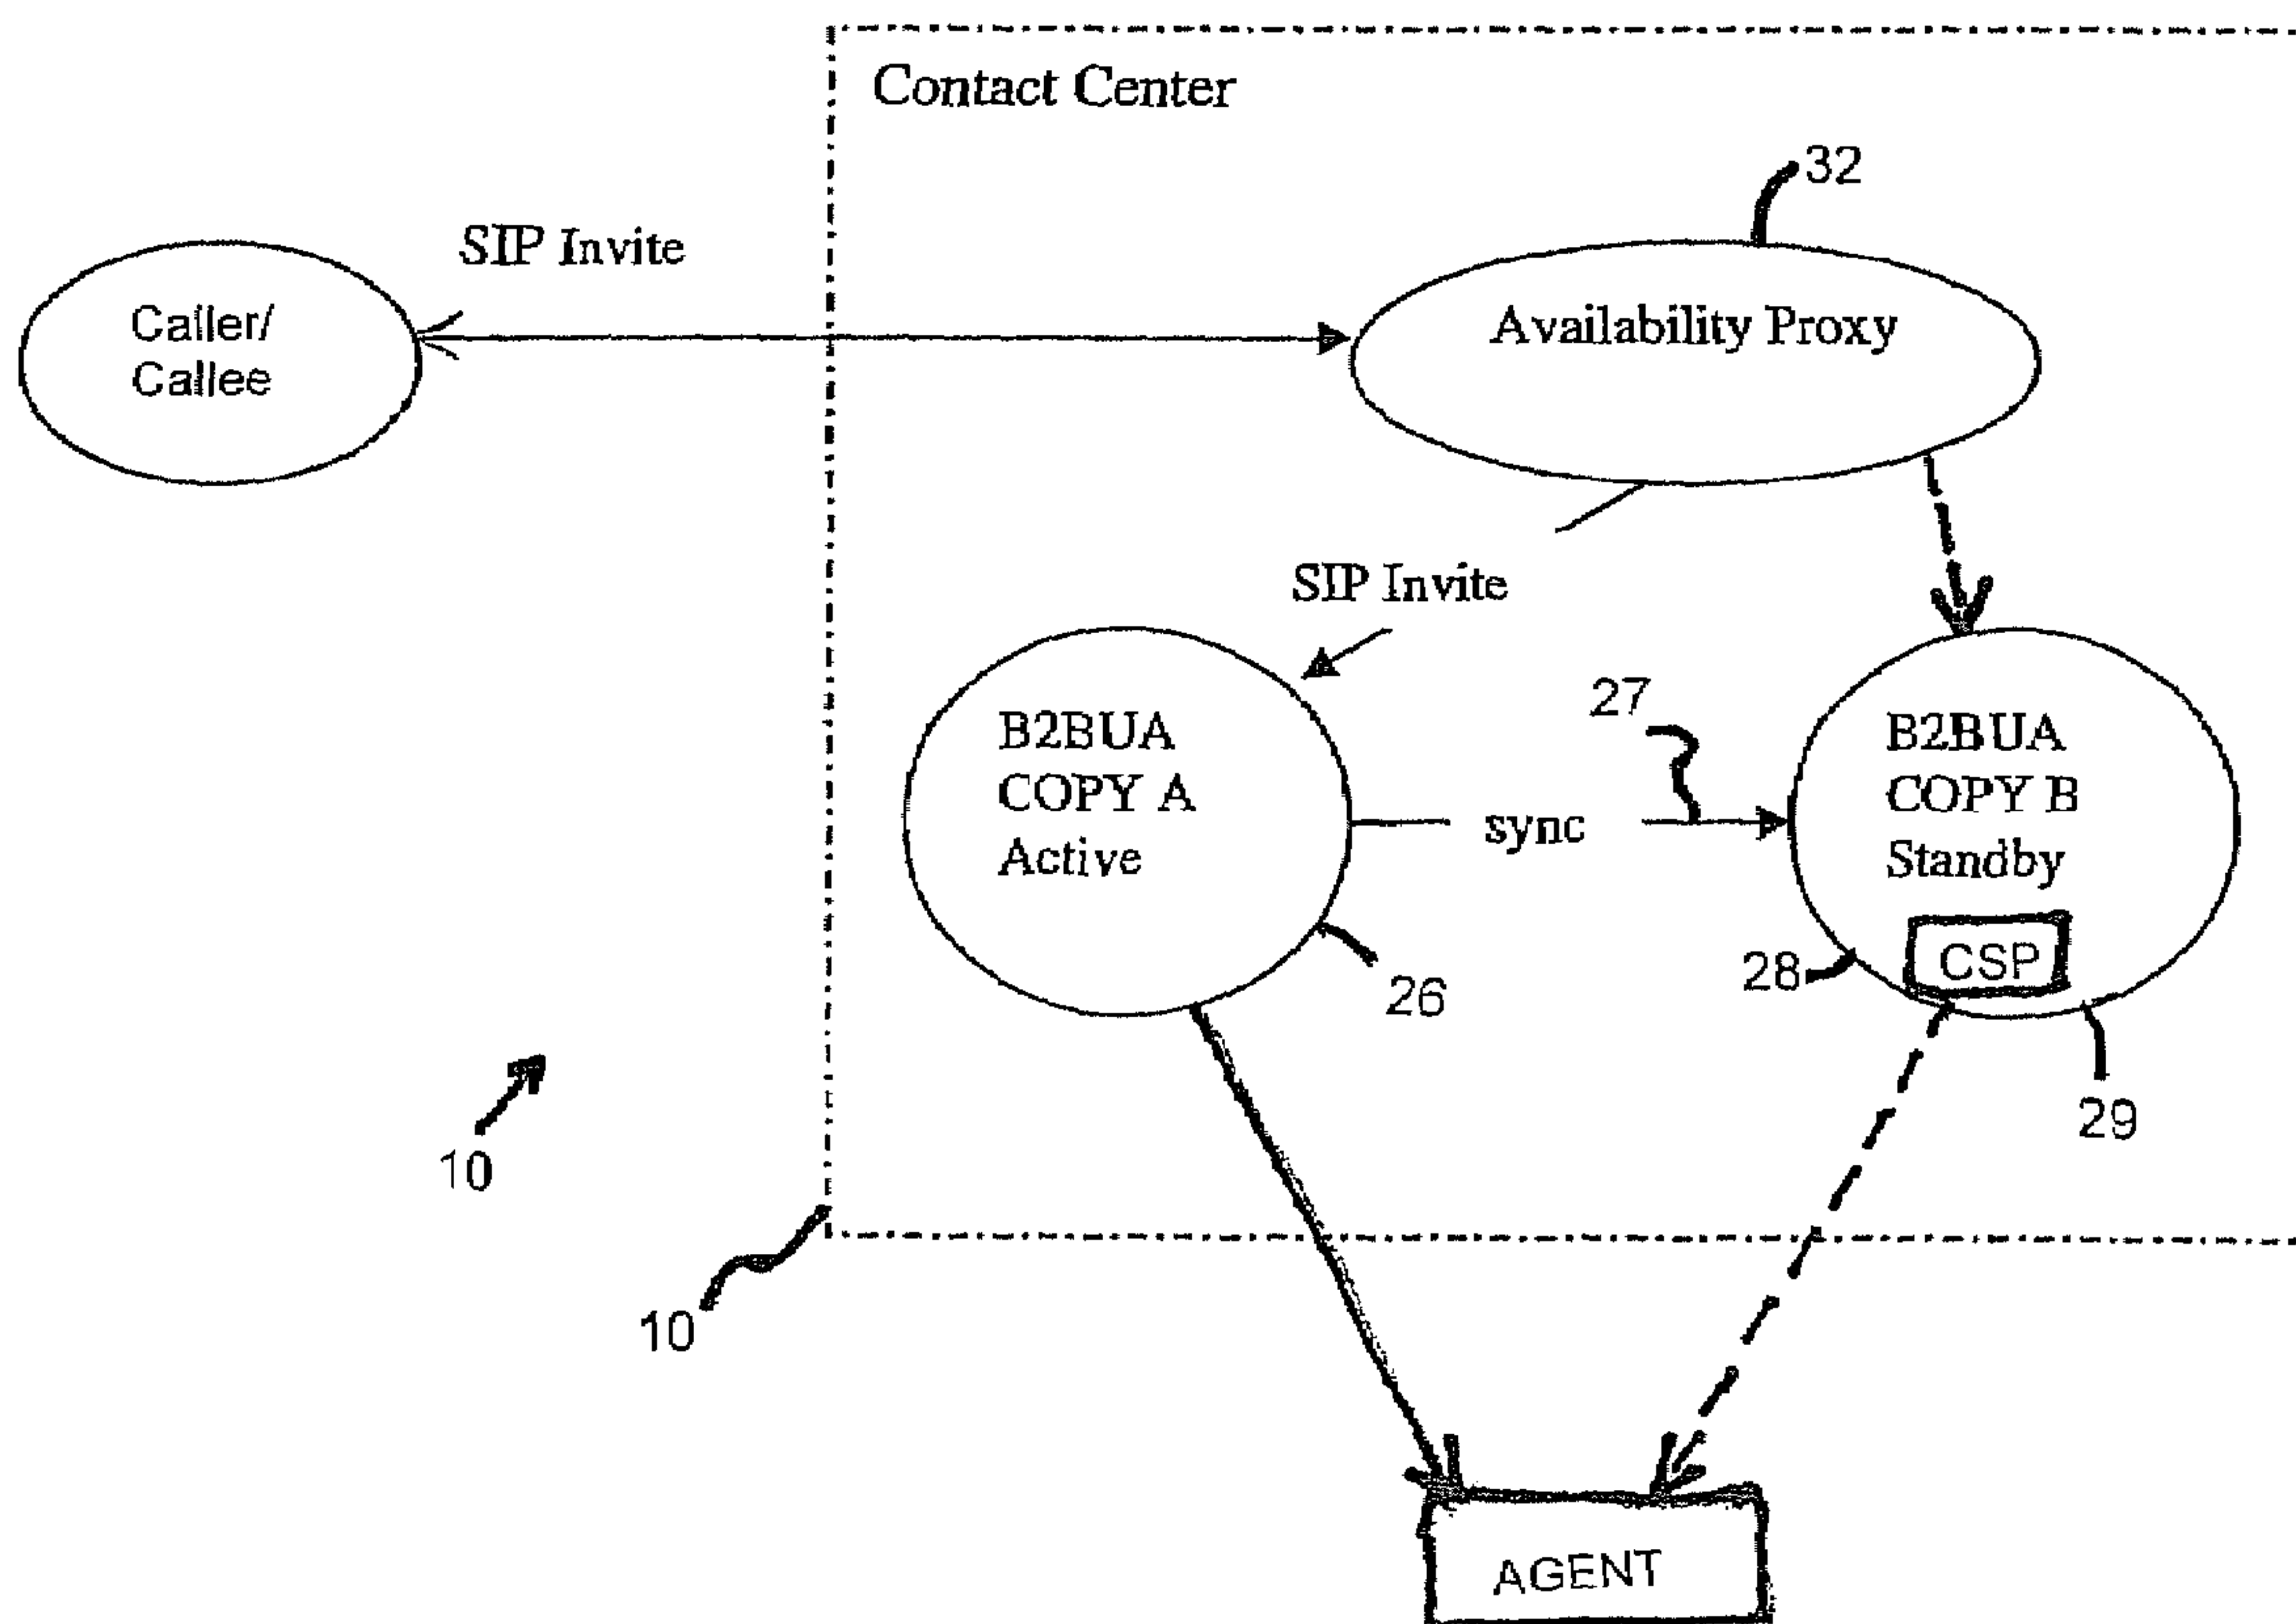 Contact Center
32
SIP Invite
Caller/
Callee
Availability Proxy
SIP Invite
27
B2BUA
COPY A
Active
sync
B2BUA
COPY B
Standby
CSP
28
26
29
10
10
AGENT